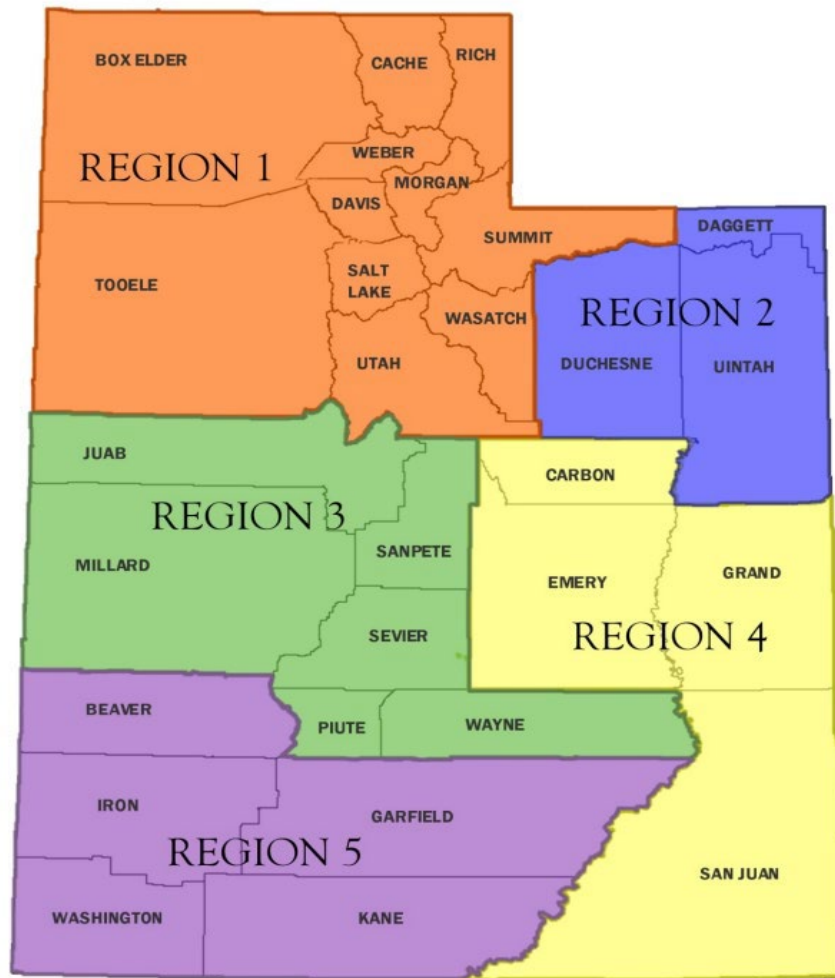 BOX ELDER
CACHE
RICH
WEBER
REGION 1
MORGAN
DAVIS
DAGGETT
SUMMIT
SALT
LAKE
TOOELE
REGION 2
WASATCH
UTAH
DUCHESNE
UINTAH
JUAB
CARBON
REGION 3
SANPETE
MILLARD
EMERY
GRAND
SEVIER
REGION 4
BEAVER
PIUTE
WAYNE
IRON
GARFIELD
REGION 5
SAN JUAN
WASHINGTON
KANE